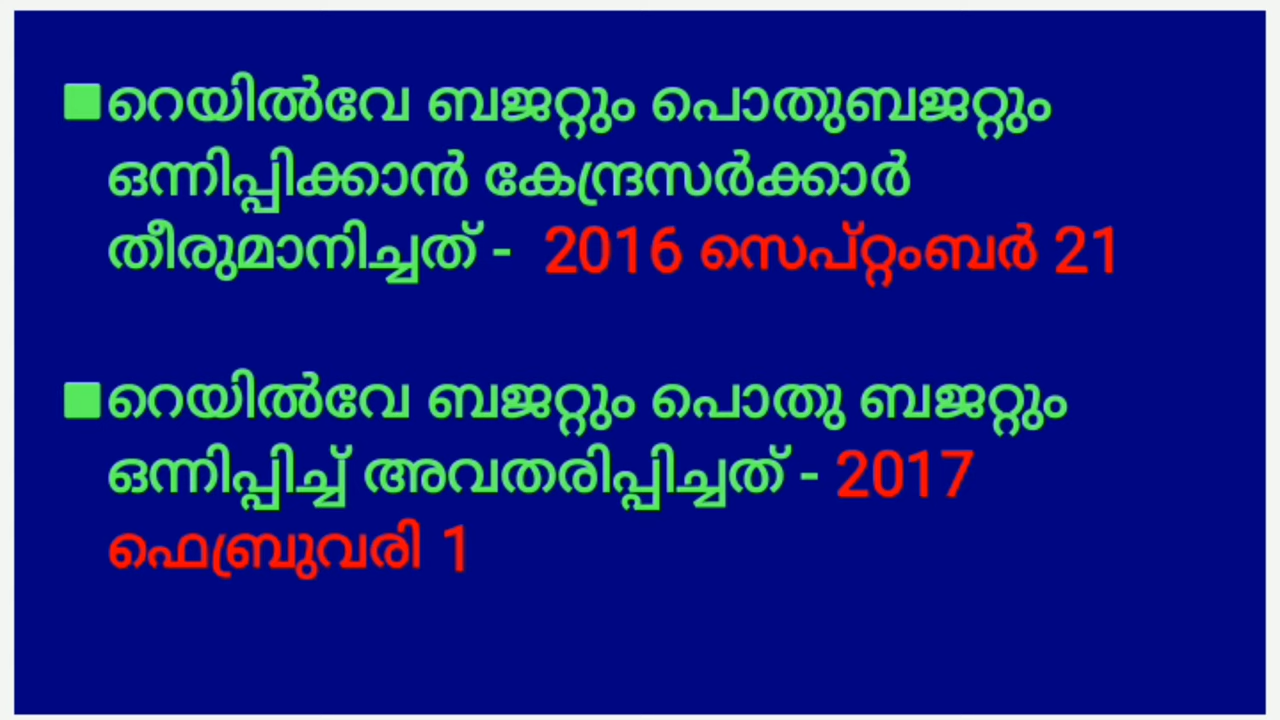 ■റെയിൽവേ ബജറ്റും പൊതുബജറ്റും
ഒന്നിപ്പിക്കാൻ കേന്ദ്രസർക്കാർ
തീരുമാനിച്ചത് - 2016 സെപ്റ്റംബർ 21
■റെയിൽവേ ബജറ്റും പൊതു ബജറ്റും
ഒന്നിപ്പിച്ച് അവതരിപ്പിച്ചത് - 2017
ഫെബ്രുവരി 1